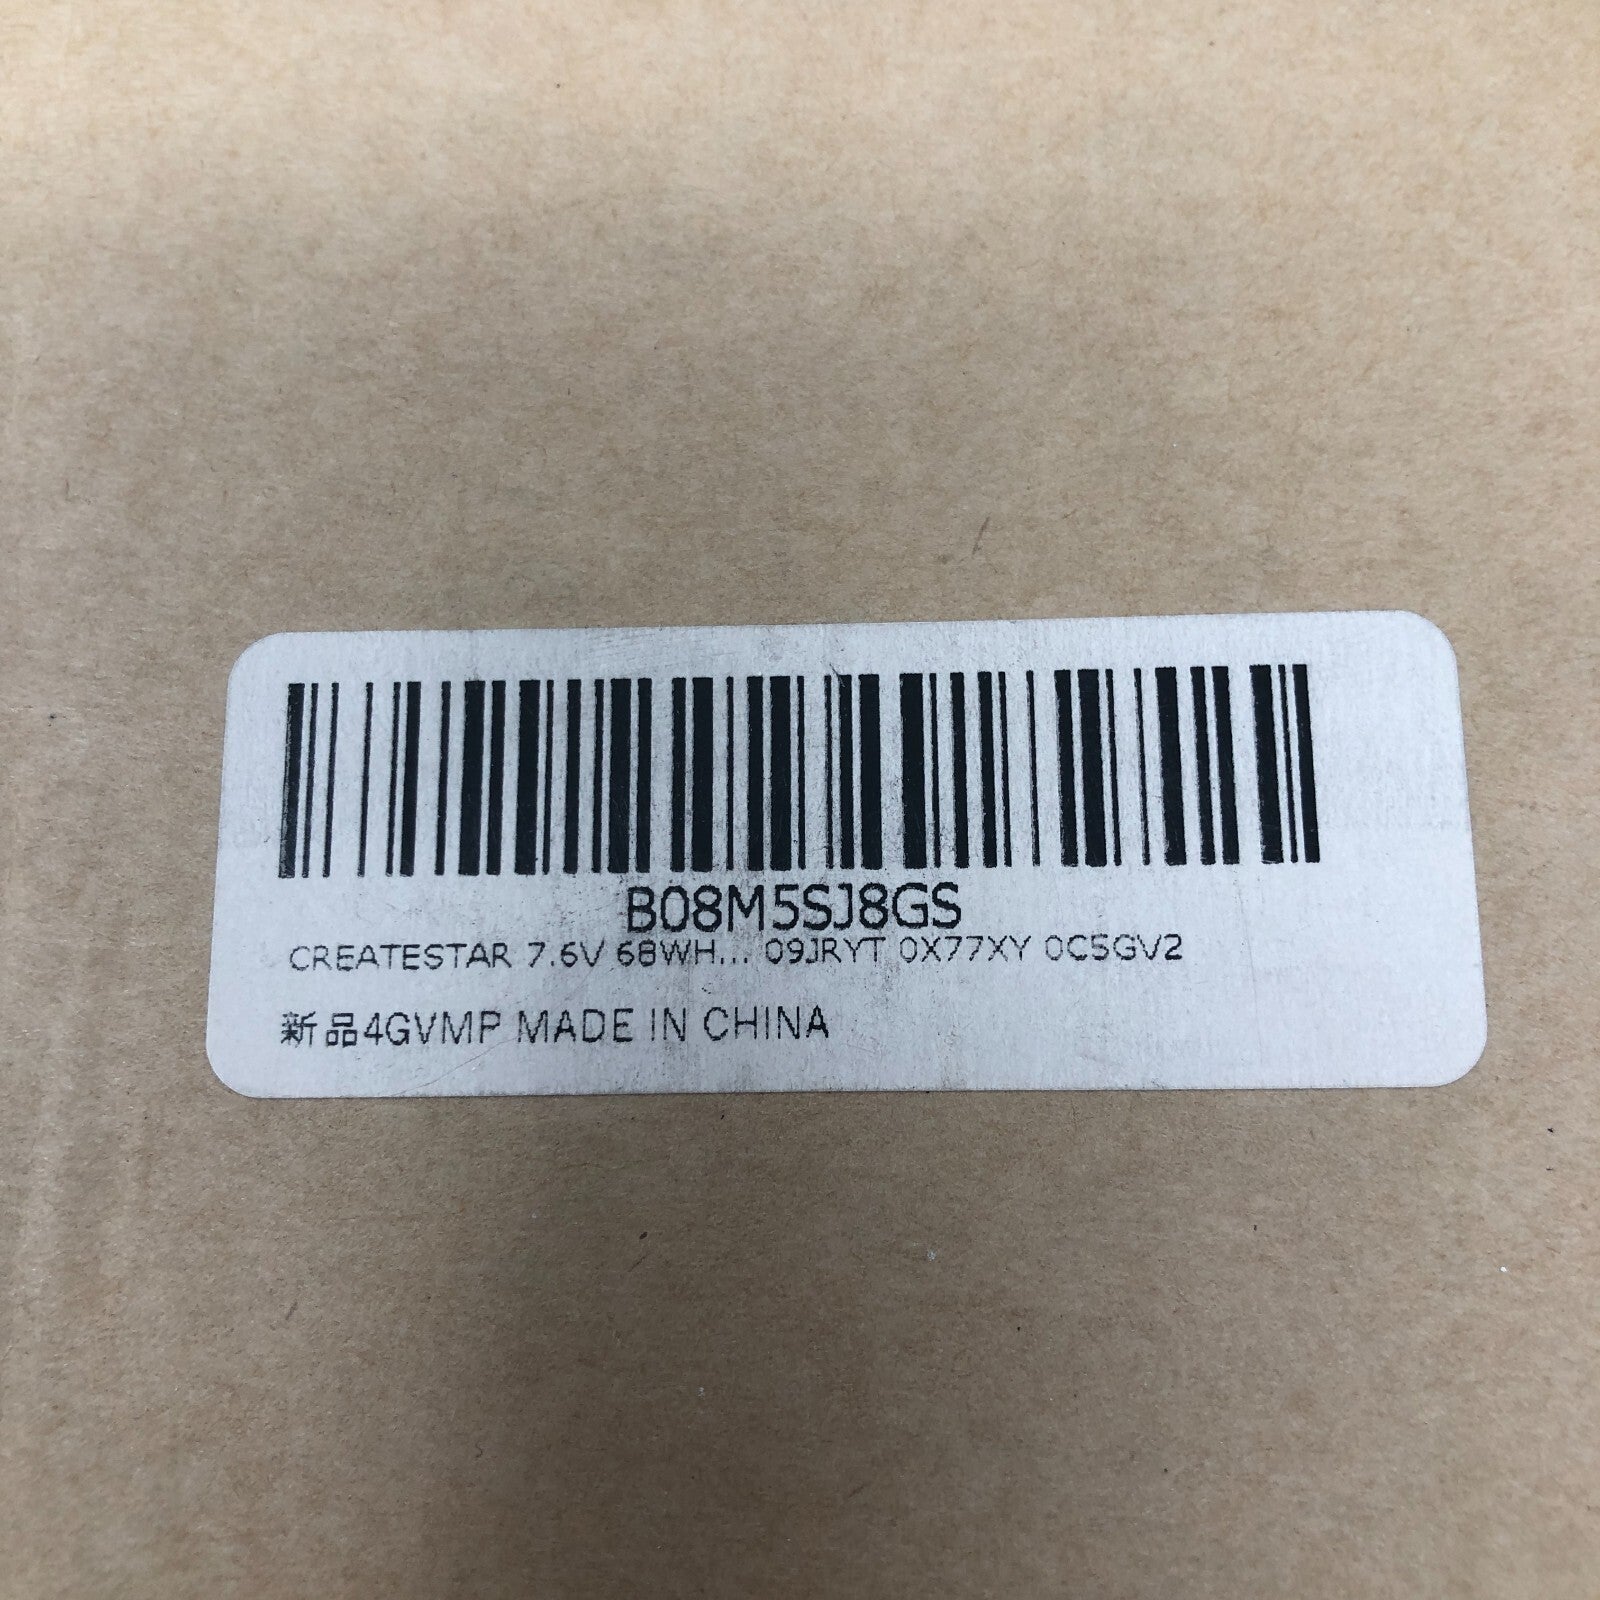 B08M5SJ8GS
CREATESTAR 7.6V 68WH... 09JRYT 0X77XY 0C5GV2
新品4GVMP MADE IN CHINA